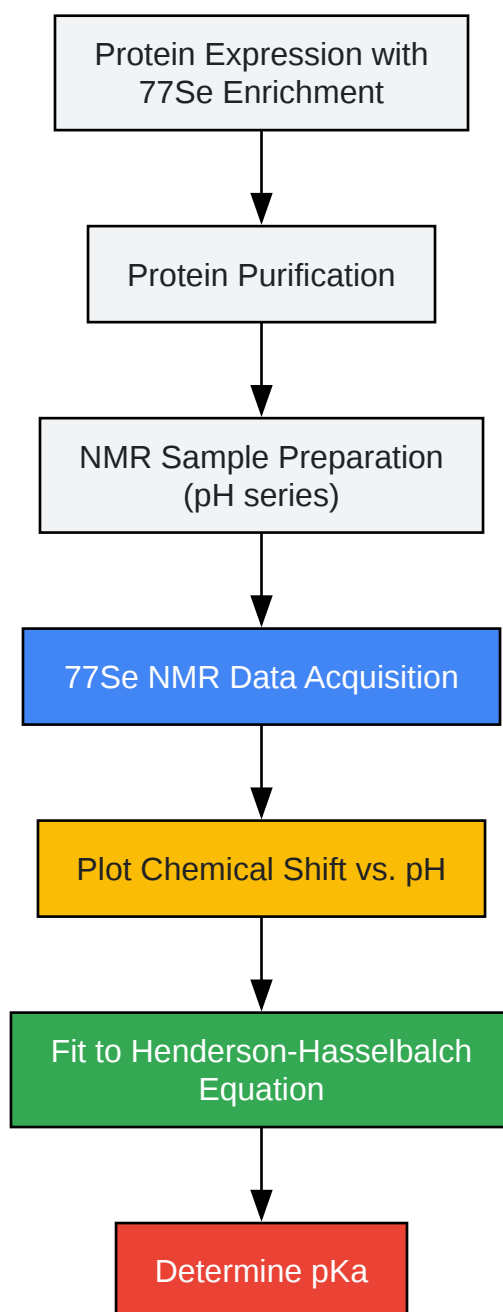 Protein Expression with
77Se Enrichment
Protein Purification
NMR Sample Preparation
(pH series)
77Se NMR Data Acquisition
Plot Chemical Shift vs. pH
Fit to Henderson-Hasselbalch
Equation
Determine pKa